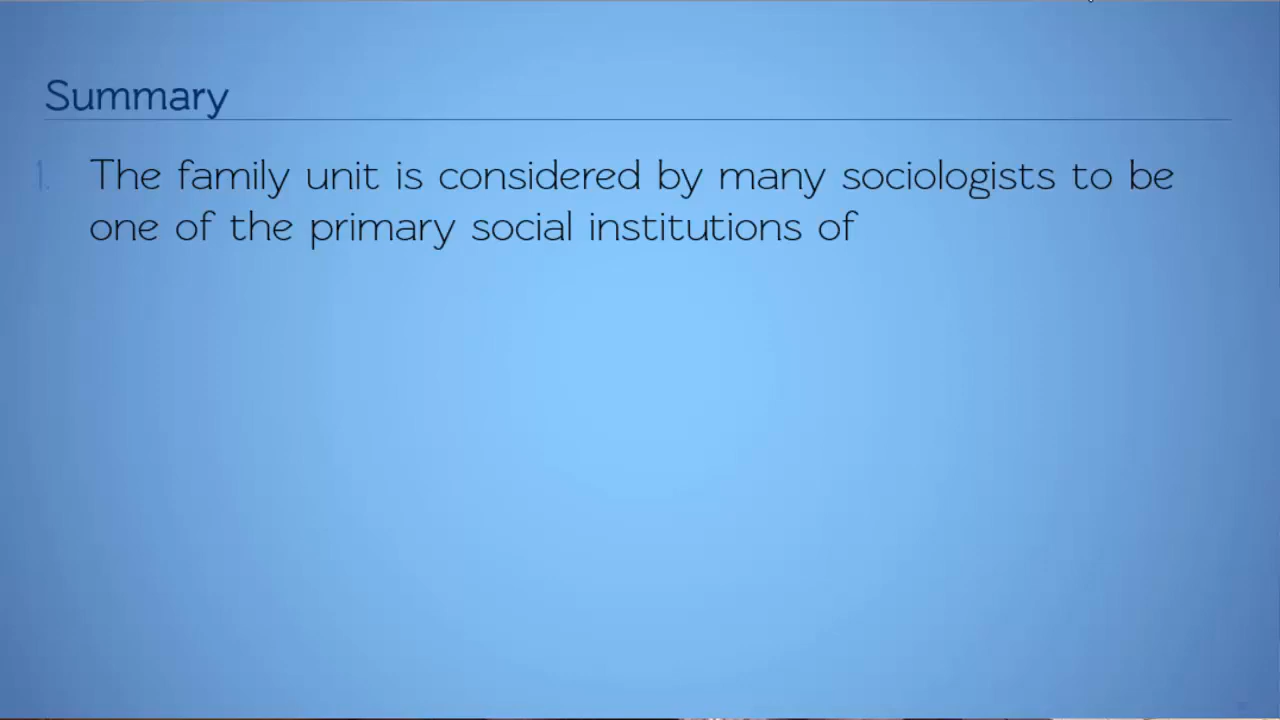 Summary
1. The family unit is considered by many sociologists to be
one of the primary social institutions of